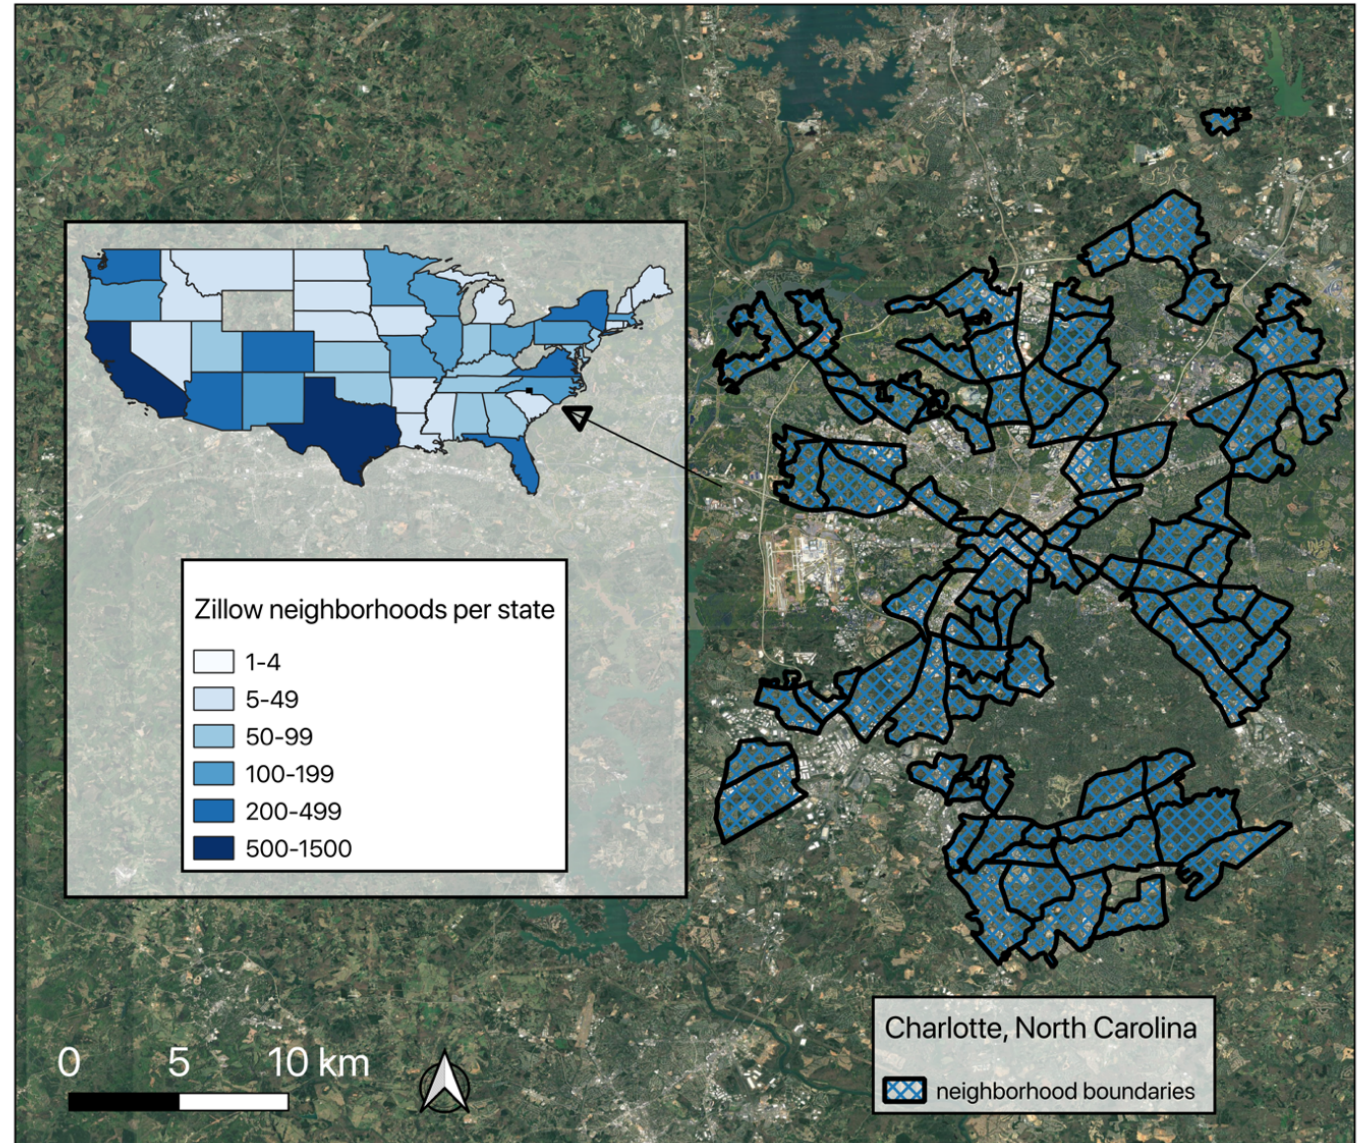 Zillow neighborhoods per state
1-4
5-49
50-99
100-199
200-499
500-1500
Charlotte, North Carolina
neighborhood boundaries
0 5 10 km